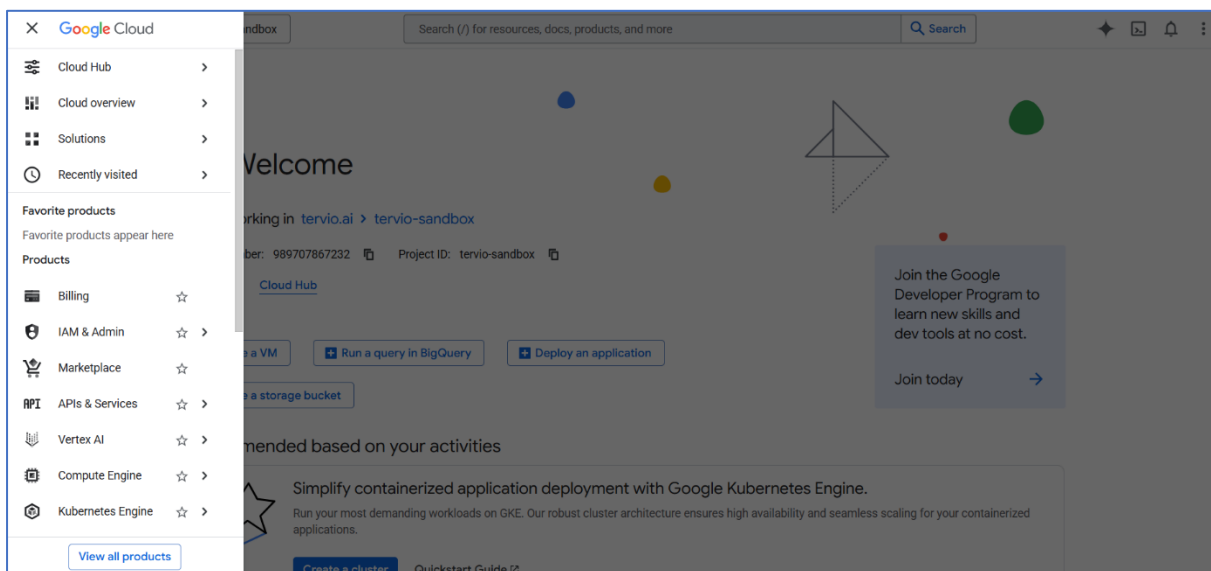 Google Cloud
ndbox
Search (/) for resources, docs, products, and more
Search
Cloud Hub
Cloud overview
Solutions
Recently visited
Favorite products
Favorite products appear here
Products
Billing
IAM & Admin
Marketplace
API APIs & Services
Vertex AI
Compute Engine
Kubernetes Engine
View all products
Welcome
orking in tervio.ai > tervio-sandbox
ber: 989707867232 Project ID: tervio-sandbox
Cloud Hub
e a VM
Run a query in BigQuery
Deploy an application
e a storage bucket
Join the Google
Developer Program to
learn new skills and
dev tools at no cost.
Join today
mended based on your activities
Simplify containerized application deployment with Google Kubernetes Engine.
Run your most demanding workloads on GKE. Our robust cluster architecture ensures high availability and seamless scaling for your containerized
applications.
Create a cluster
Quickstart Guide